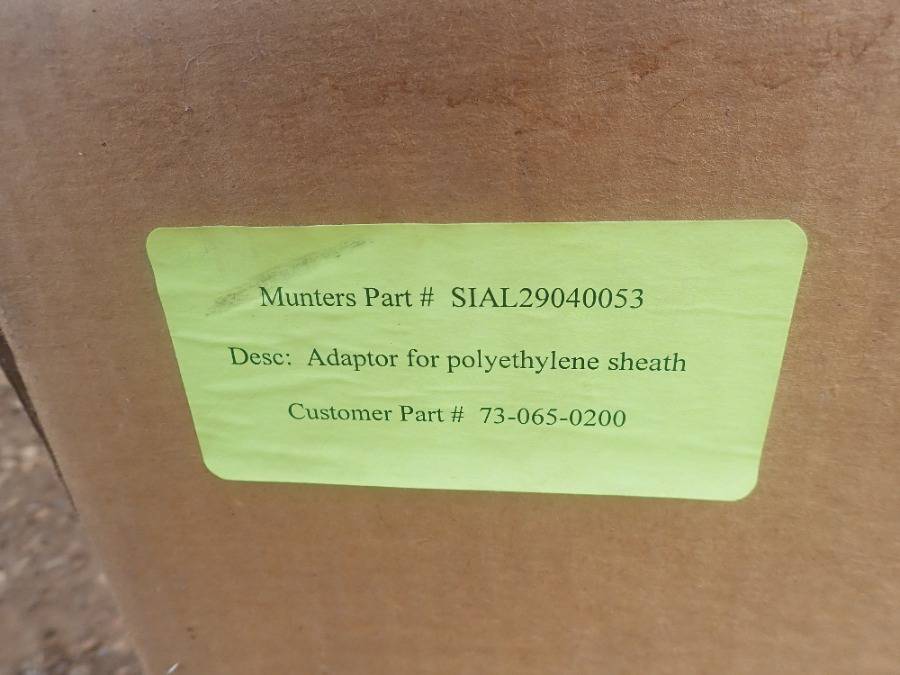 Munters Part # SIAL29040053
Desc: Adaptor for polyethylene sheath
Customer Part # 73-065-0200